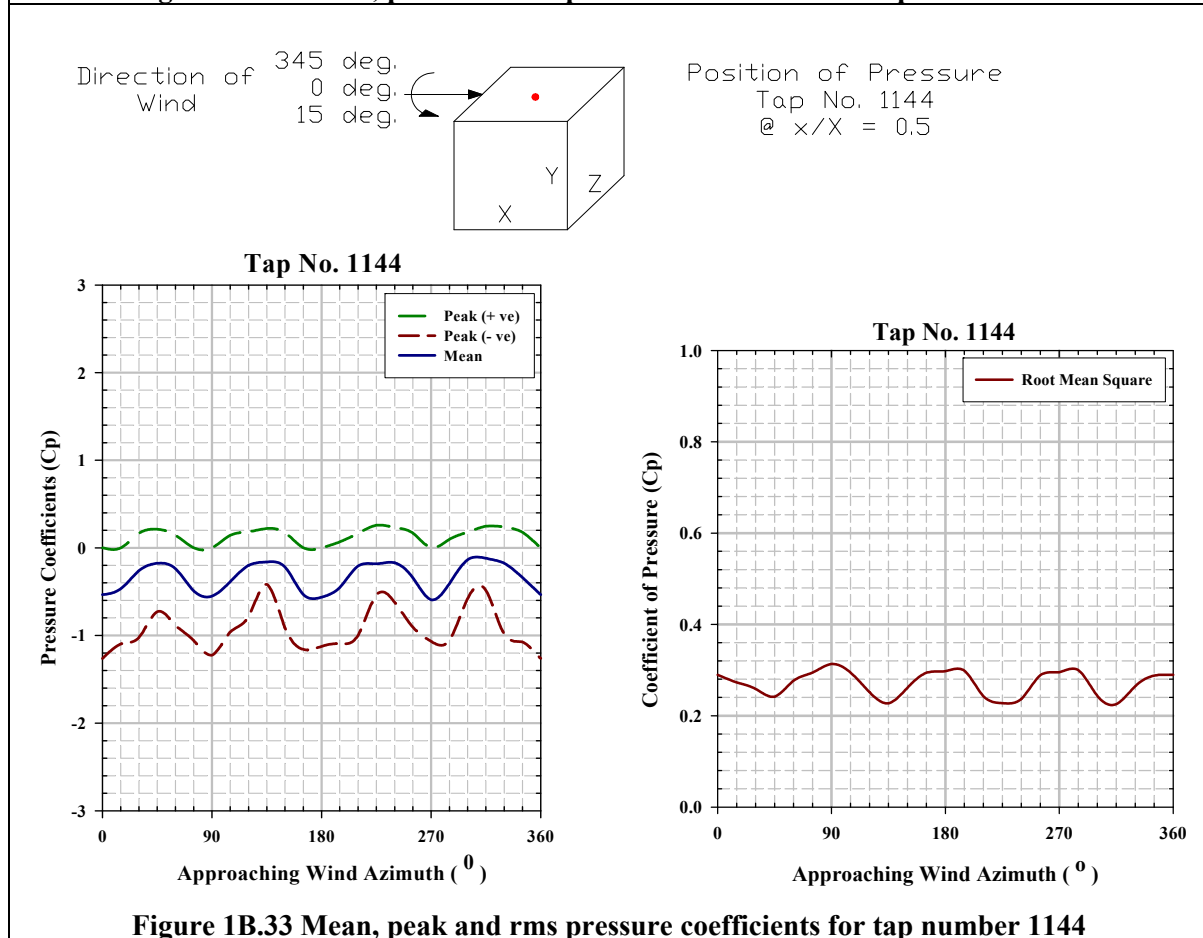 Direction of
Wind
345 deg.
0 deg.
15 deg.
X
Y
Z
Position of Pressure
Tap No. 1144
@ x/X = 0.5
Tap No. 1144
Peak (+ ve)
Peak (- ve)
Mean
Pressure Coefficients (Cp)
3
2
1
0
-1
-2
-3
0 90 180 270 360
Approaching Wind Azimuth ( 0 )
Tap No. 1144
Root Mean Square
Coefficient of Pressure (Cp)
1.0
0.8
0.6
0.4
0.2
0.0
0 90 180 270 360
Approaching Wind Azimuth ( o )
Figure 1B.33 Mean, peak and rms pressure coefficients for tap number 1144